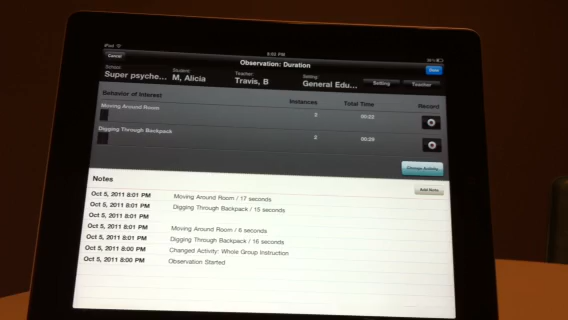 iPad
8:02 PM
Cancel
Observation: Duration
Done
School:
Super psyche...
Student:
M, Alicia
Teacher:
Travis, B
Setting:
General Edu...
Setting
Teacher
Behavior of Interest
Instances
Total Time
Record
Moving Around Room
2
00:22
Digging Through Backpack
2
Change Activity
Notes
Add Note
Oct 5, 2011 8:01 PM Moving Around Room / 17 seconds
Oct 5, 2011 8:01 PM Digging Through Backpack / 15 seconds
Oct 5, 2011 8:01 PM
Oct 5, 2011 8:01 PM Moving Around Room / 6 seconds
Oct 5, 2011 8:01 PM Digging Through Backpack / 16 seconds
Oct 5, 2011 8:00 PM Changed Activity: Whole Group Instruction
Oct 5, 2011 8:00 PM Observation Started